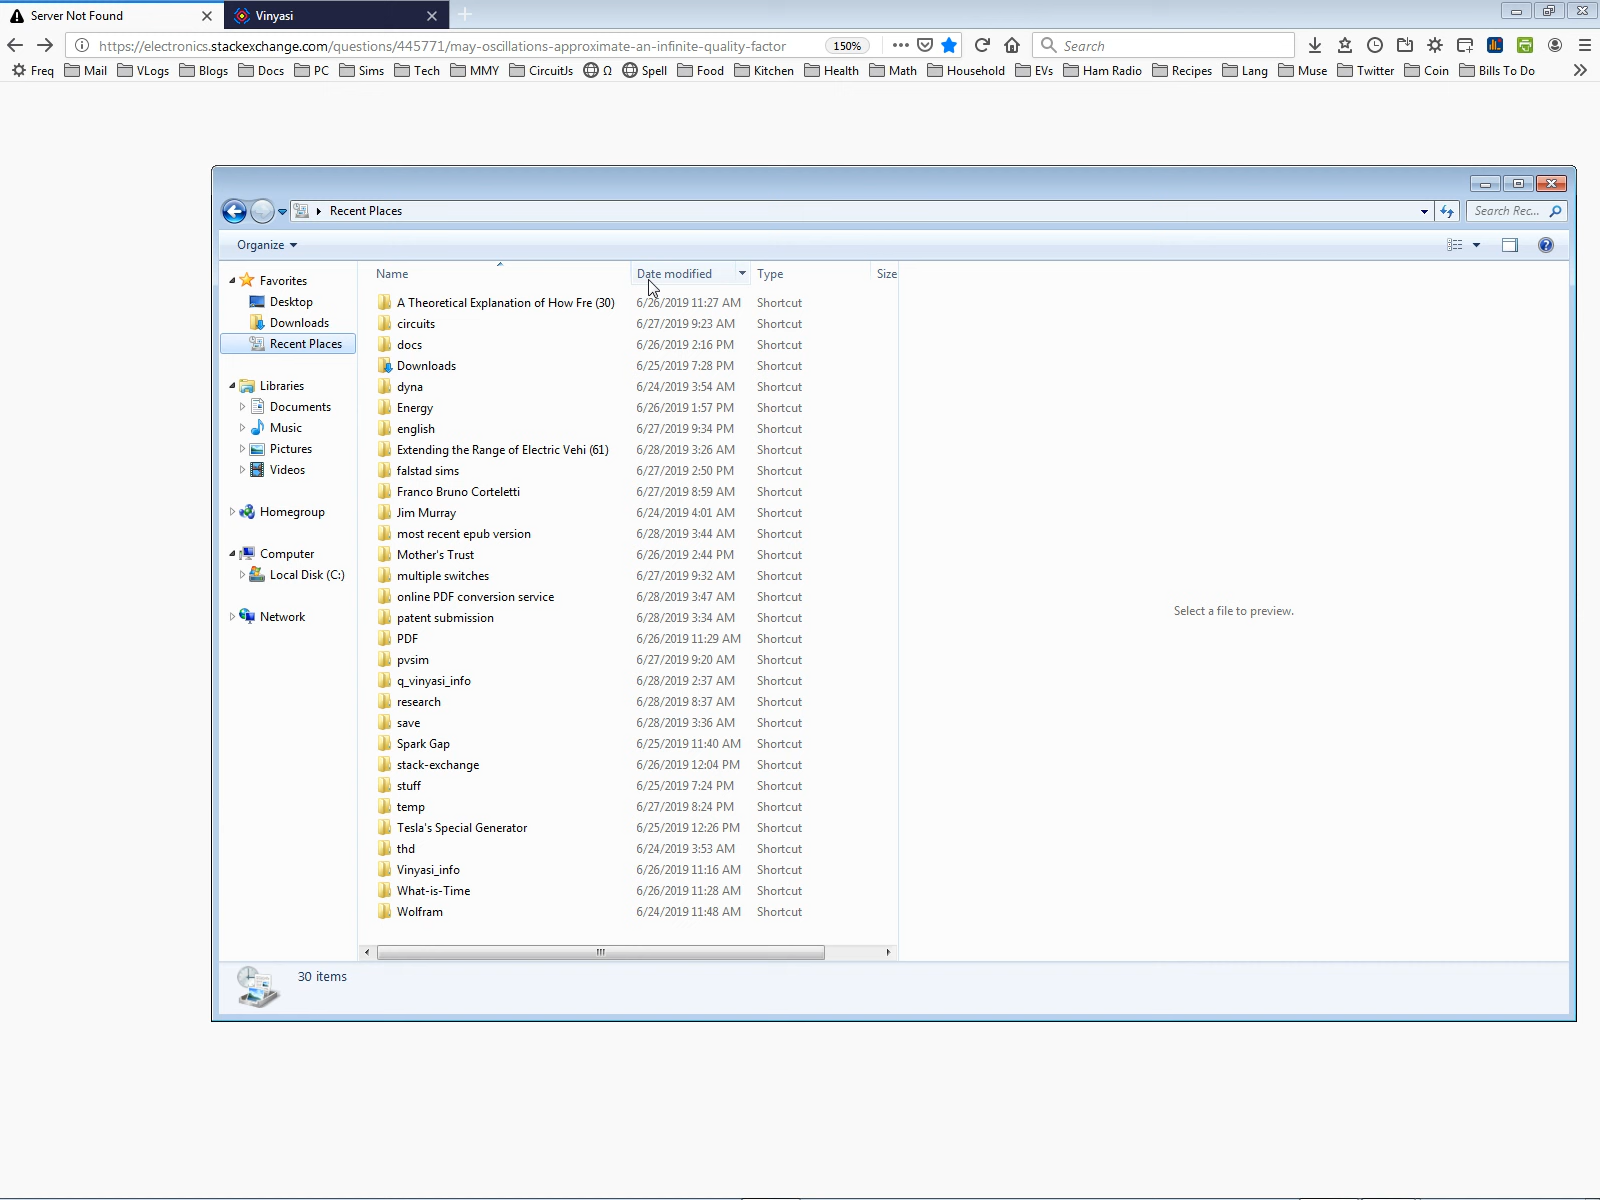 Server Not Found
Vinyasi
https://electronics.stackexchange.com/questions/445771/may-oscillations-approximate-an-infinite-quality-factor
150%
Search
Freq Mail VLogs Blogs Docs PC Sims Tech MMY CircuitJs Ω Spell Food Kitchen Health Math Household EVs Ham Radio Recipes Lang Muse Twitter Coin Bills To Do
Recent Places
Search Rec...
Organize
Name Date modified Type Size
Favorites
Desktop
Downloads
Recent Places
Libraries
Documents
Music
Pictures
Videos
Homegroup
Computer
Local Disk (C:)
Network
A Theoretical Explanation of How Fre (30) 6/26/2019 11:27 AM Shortcut
circuits 6/27/2019 9:23 AM Shortcut
docs 6/26/2019 2:16 PM Shortcut
Downloads 6/25/2019 7:28 PM Shortcut
dyna 6/24/2019 3:54 AM Shortcut
Energy 6/26/2019 1:57 PM Shortcut
english 6/27/2019 9:34 PM Shortcut
Extending the Range of Electric Vehi (61) 6/28/2019 3:26 AM Shortcut
falstad sims 6/27/2019 2:50 PM Shortcut
Franco Bruno Corteletti 6/27/2019 8:59 AM Shortcut
Jim Murray 6/24/2019 4:01 AM Shortcut
most recent epub version 6/28/2019 3:44 AM Shortcut
Mother's Trust 6/26/2019 2:44 PM Shortcut
multiple switches 6/27/2019 9:32 AM Shortcut
online PDF conversion service 6/28/2019 3:47 AM Shortcut
patent submission 6/28/2019 3:34 AM Shortcut
PDF 6/26/2019 11:29 AM Shortcut
pvsim 6/27/2019 9:20 AM Shortcut
q_vinyasi_info 6/28/2019 2:37 AM Shortcut
research 6/28/2019 8:37 AM Shortcut
save 6/28/2019 3:36 AM Shortcut
Spark Gap 6/25/2019 11:40 AM Shortcut
stack-exchange 6/26/2019 12:04 PM Shortcut
stuff 6/25/2019 7:24 PM Shortcut
temp 6/27/2019 8:24 PM Shortcut
Tesla's Special Generator 6/25/2019 12:26 PM Shortcut
thd 6/24/2019 3:53 AM Shortcut
Vinyasi_info 6/26/2019 11:16 AM Shortcut
What-is-Time 6/26/2019 11:28 AM Shortcut
Wolfram 6/24/2019 11:48 AM Shortcut
Select a file to preview.
30 items